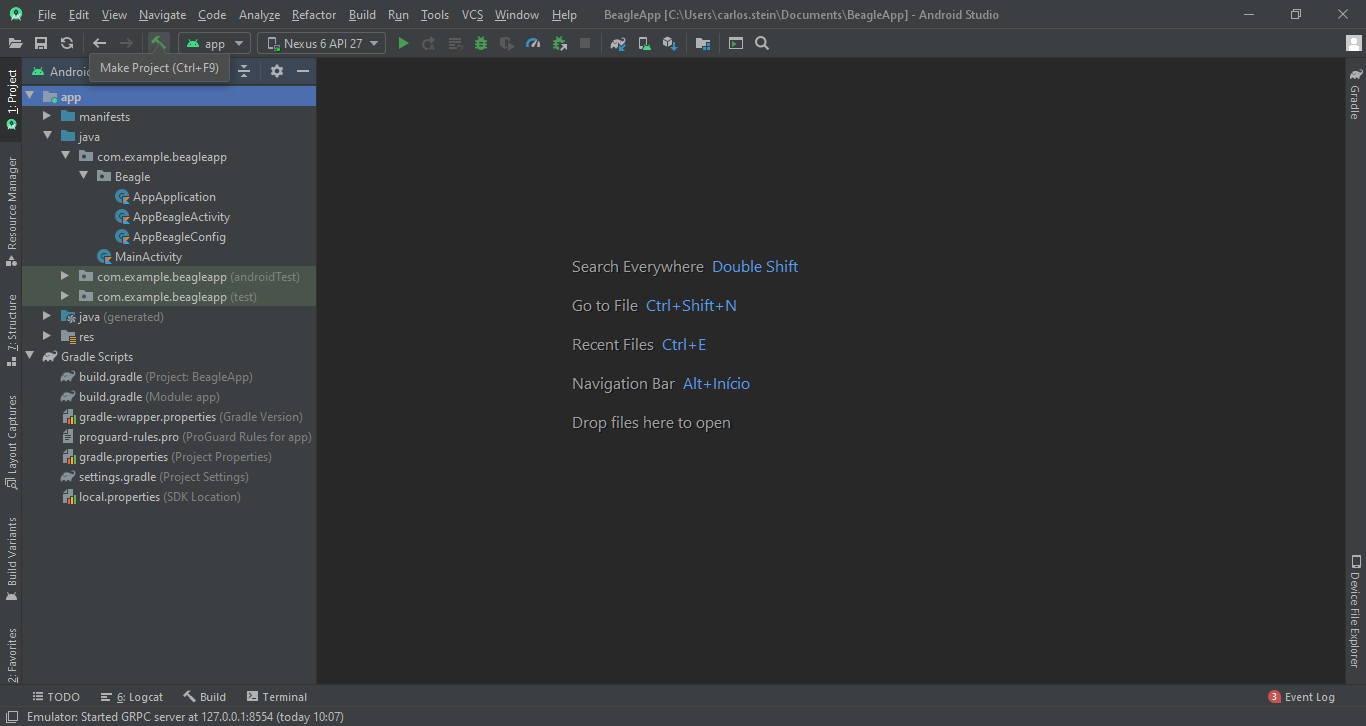 File Edit View Navigate Code Analyze Refactor Build Run Tools VCS Window Help BeagleApp [C:\Users\carlos.stein\Documents\BeagleApp] - Android Studio
app Nexus 6 API 27
Androi
Make Project (Ctrl+F9)
1: Project
Resource Manager
7: Structure
Layout Captures
Build Variants
2: Favorites
app
manifests
java
com.example.beagleapp
Beagle
AppApplication
AppBeagleActivity
AppBeagleConfig
MainActivity
com.example.beagleapp (androidTest)
com.example.beagleapp (test)
java (generated)
res
Gradle Scripts
build.gradle (Project: BeagleApp)
build.gradle (Module: app)
gradle-wrapper.properties (Gradle Version)
proguard-rules.pro (ProGuard Rules for app)
gradle.properties (Project Properties)
settings.gradle (Project Settings)
local.properties (SDK Location)
Search Everywhere Double Shift
Go to File Ctrl+Shift+N
Recent Files Ctrl+E
Navigation Bar Alt+Início
Drop files here to open
Gradle
Device File Explorer
TODO 6: Logcat Build Terminal 3 Event Log
Emulator: Started GRPC server at 127.0.0.1:8554 (today 10:07)